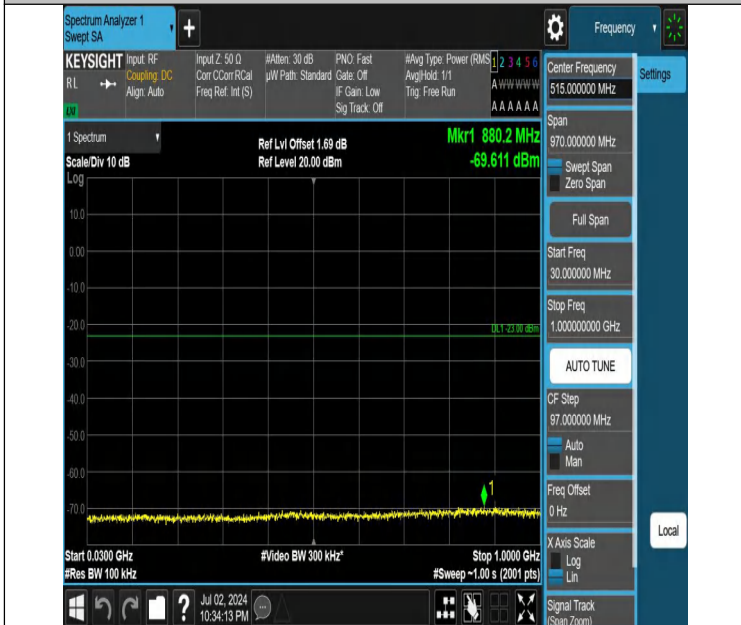 Spectrum Analyzer 1
Swept SA
+
Frequency
KEYSIGHT
RL
Input: RF
Coupling: DC
Align: Auto
Input Z: 50 Ω
Corr CCorr RCal
Freq Ref: Int (S)
#Atten: 30 dB
µW Path: Standard
PNO: Fast
Gate: Off
IF Gain: Low
Sig Track: Off
#Avg Type: Power (RMS
Avg|Hold: 1/1
Trig: Free Run
1 2 3 4 5 6
A W W W W W
A A A A A A
1 Spectrum
Scale/Div 10 dB
Ref Lvl Offset 1.69 dB
Ref Level 20.00 dBm
Mkr1 880.2 MHz
-69.611 dBm
Log
10.0
0.00
-10.0
-20.0
-30.0
-40.0
-50.0
-60.0
-70.0
DL1 -23.00 dBm
1
Start 0.0300 GHz
#Video BW 300 kHz*
Stop 1.0000 GHz
#Res BW 100 kHz
#Sweep ~1.00 s (2001 pts)
?
Jul 02, 2024
10:34:13 PM
Center Frequency
515.000000 MHz
Settings
Span
970.000000 MHz
Swept Span
Zero Span
Full Span
Start Freq
30.000000 MHz
Stop Freq
1.000000000 GHz
AUTO TUNE
CF Step
97.000000 MHz
Auto
Man
Freq Offset
0 Hz
X Axis Scale
Log
Lin
Local
Signal Track
(Span Zoom)